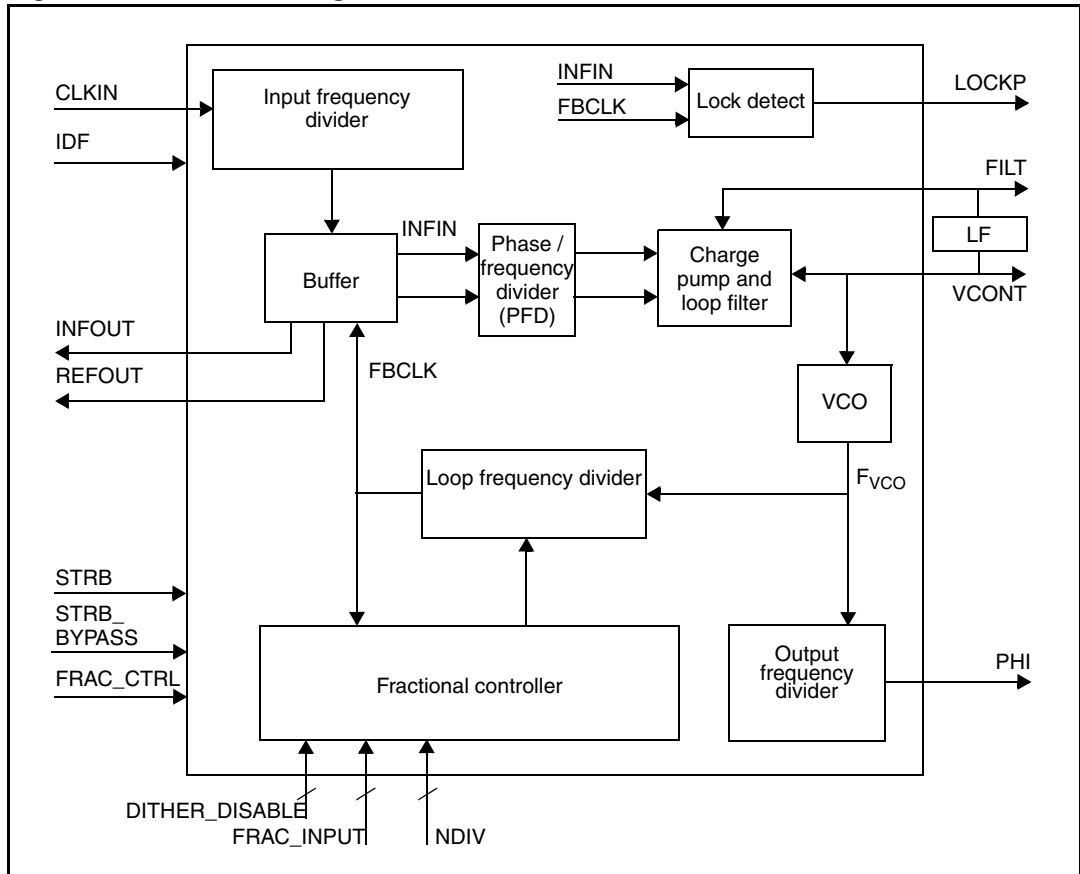 CLKIN
IDF
Input frequency
divider
INFIN
FBCLK
Lock detect
LOCKP
FILT
LF
VCONT
Buffer
INFIN
Phase /
frequency
divider
(PFD)
Charge
pump and
loop filter
INFOUT
REFOUT
FBCLK
VCO
Loop frequency divider
FVCO
STRB
STRB_
BYPASS
FRAC_CTRL
Fractional controller
Output
frequency
divider
PHI
DITHER_DISABLE
FRAC_INPUT
NDIV